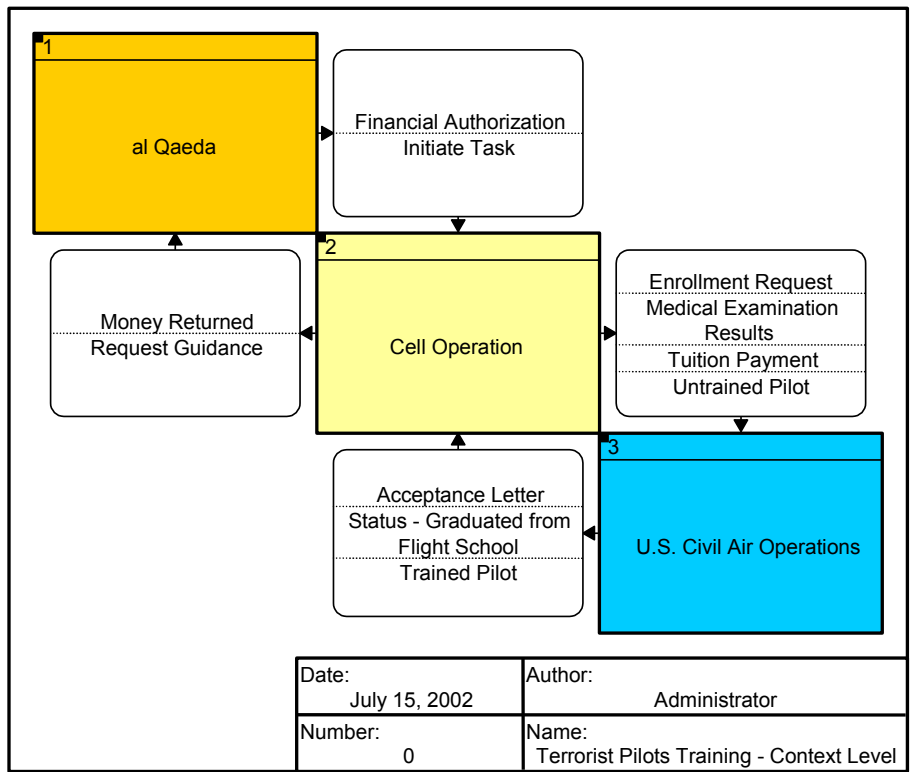 1
al Qaeda
Financial Authorization
Initiate Task
2
Cell Operation
Money Returned
Request Guidance
Enrollment Request
Medical Examination
Results
Tuition Payment
Untrained Pilot
3
U.S. Civil Air Operations
Acceptance Letter
Status - Graduated from
Flight School
Trained Pilot
Date:
July 15, 2002
Author:
Administrator
Number:
0
Name:
Terrorist Pilots Training - Context Level